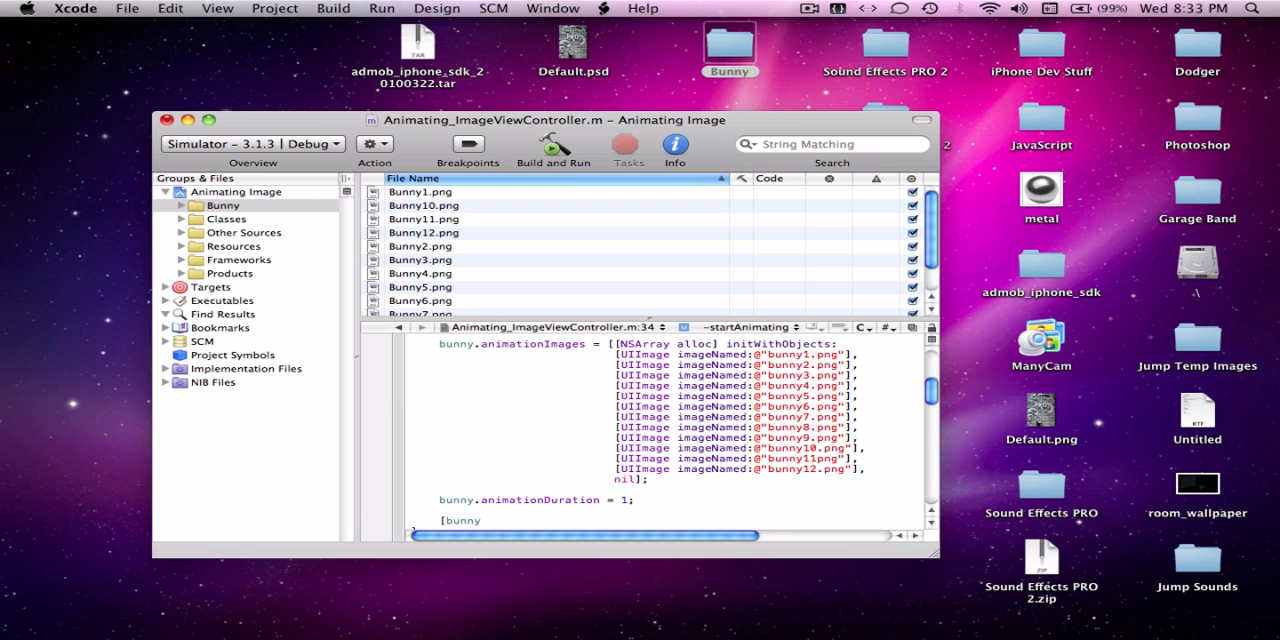 Xcode File Edit View Project Build Run Design SCM Window Help (99%) Wed 8:33 PM
admob_iphone_sdk_2
0100322.tar
TAR
Default.psd
Bunny
Sound Effects PRO 2
iPhone Dev Stuff
Dodger
Animating_ImageViewController.m - Animating Image
Simulator - 3.1.3 | Debug
String Matching
Overview Action Breakpoints Build and Run Tasks Info Search
Groups & Files
Animating Image
Bunny
Classes
Other Sources
Resources
Frameworks
Products
Targets
Executables
Find Results
Bookmarks
SCM
Project Symbols
Implementation Files
NIB Files
File Name Code
Bunny1.png
Bunny10.png
Bunny11.png
Bunny12.png
Bunny2.png
Bunny3.png
Bunny4.png
Bunny5.png
Bunny6.png
Bunny7.png
Animating_ImageViewController.m:34 M -startAnimating C #
bunny.animationImages = [[NSArray alloc] initWithObjects:
[UIImage imageNamed:@"bunny1.png"],
[UIImage imageNamed:@"bunny2.png"],
[UIImage imageNamed:@"bunny3.png"],
[UIImage imageNamed:@"bunny4.png"],
[UIImage imageNamed:@"bunny5.png"],
[UIImage imageNamed:@"bunny6.png"],
[UIImage imageNamed:@"bunny7.png"],
[UIImage imageNamed:@"bunny8.png"],
[UIImage imageNamed:@"bunny9.png"],
[UIImage imageNamed:@"bunny10.png"],
[UIImage imageNamed:@"bunny11png"],
[UIImage imageNamed:@"bunny12.png"],
nil];
bunny.animationDuration = 1;
[bunny
2
JavaScript
Photoshop
metal
Garage Band
admob_iphone_sdk
\
ManyCam
Jump Temp Images
Default.png
RTF
Untitled
Sound Effects PRO
room_wallpaper
ZIP
Sound Effects PRO
2.zip
Jump Sounds